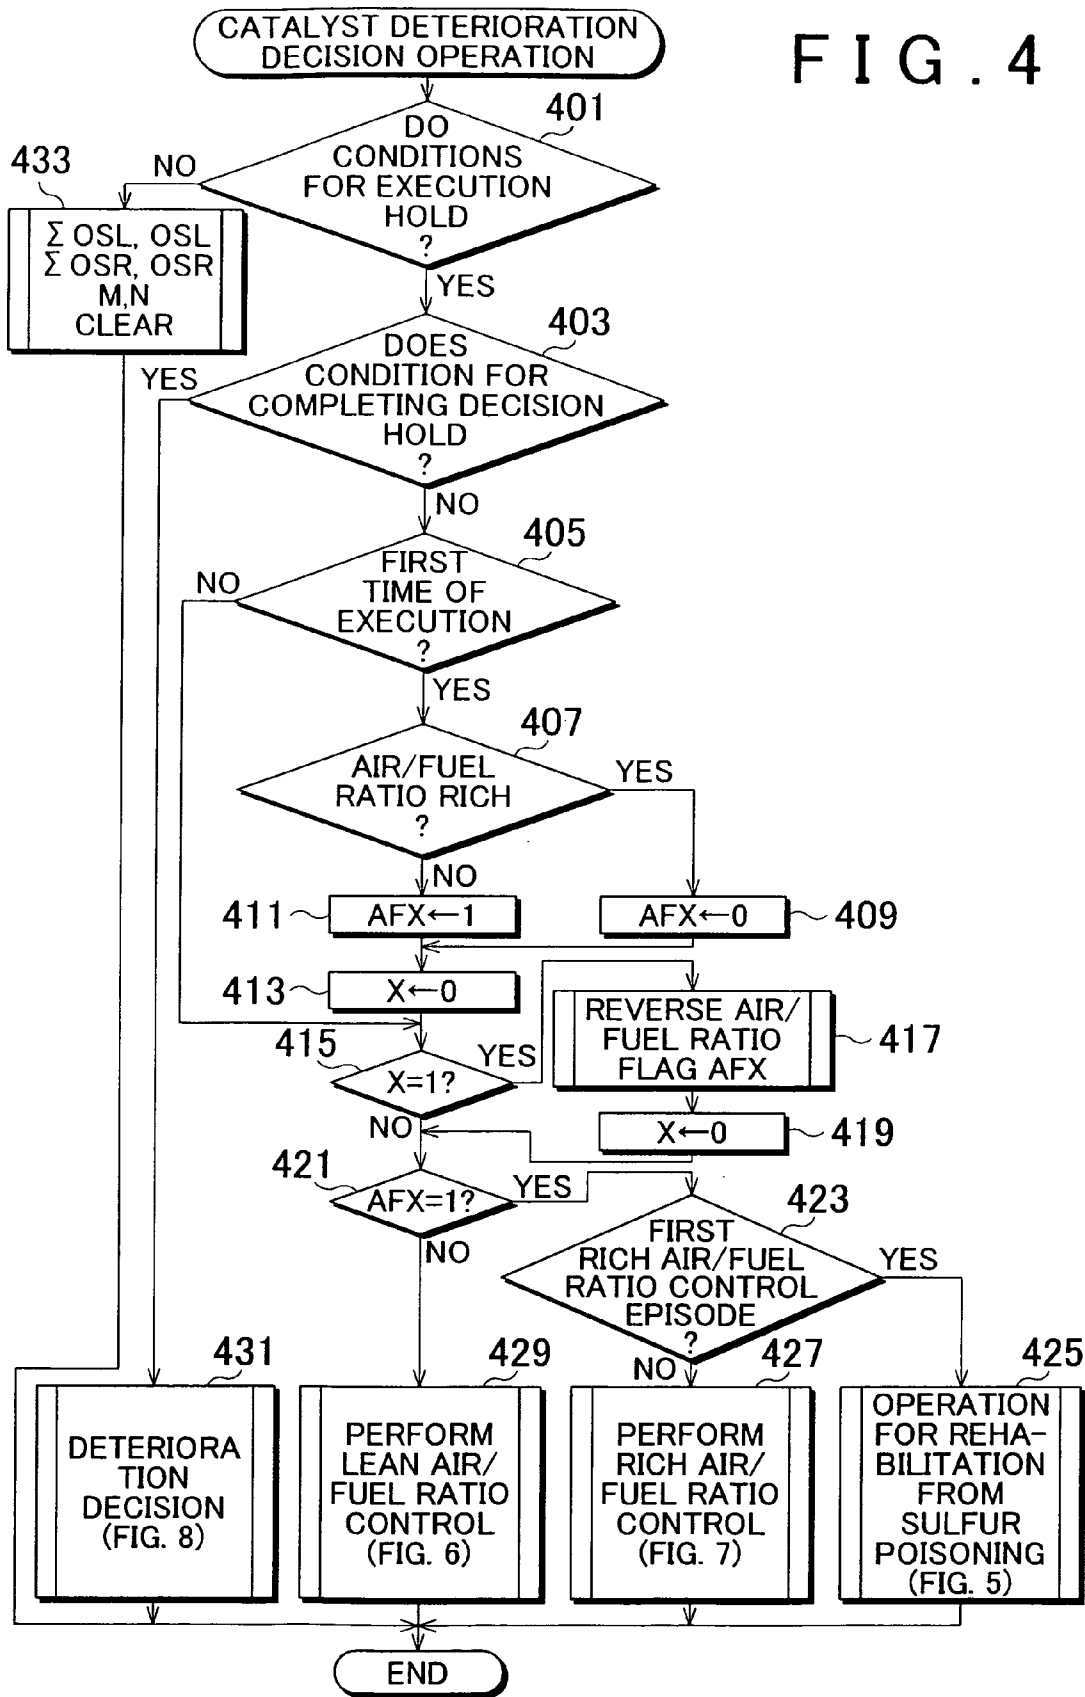 CATALYST DETERIORATION
DECISION OPERATION
FIG.4
401
DO
CONDITIONS
FOR EXECUTION
HOLD
?
NO
433
Σ OSL, OSL
Σ OSR, OSR
M,N
CLEAR
YES
403
DOES
CONDITION FOR
COMPLETING DECISION
HOLD
?
YES
NO
405
FIRST
TIME OF
EXECUTION
?
NO
YES
407
AIR/FUEL
RATIO RICH
?
YES
NO
411
AFX←1
AFX←0
409
413
X←0
415
X=1?
YES
REVERSE AIR/
FUEL RATIO
FLAG AFX
417
NO
X←0
419
421
AFX=1?
YES
NO
423
FIRST
RICH AIR/FUEL
RATIO CONTROL
EPISODE
?
YES
NO
431
DETERIORA
TION
DECISION
(FIG. 8)
429
PERFORM
LEAN AIR/
FUEL RATIO
CONTROL
(FIG. 6)
427
PERFORM
RICH AIR/
FUEL RATIO
CONTROL
(FIG. 7)
425
OPERATION
FOR REHA-
BILITATION
FROM
SULFUR
POISONING
(FIG. 5)
END